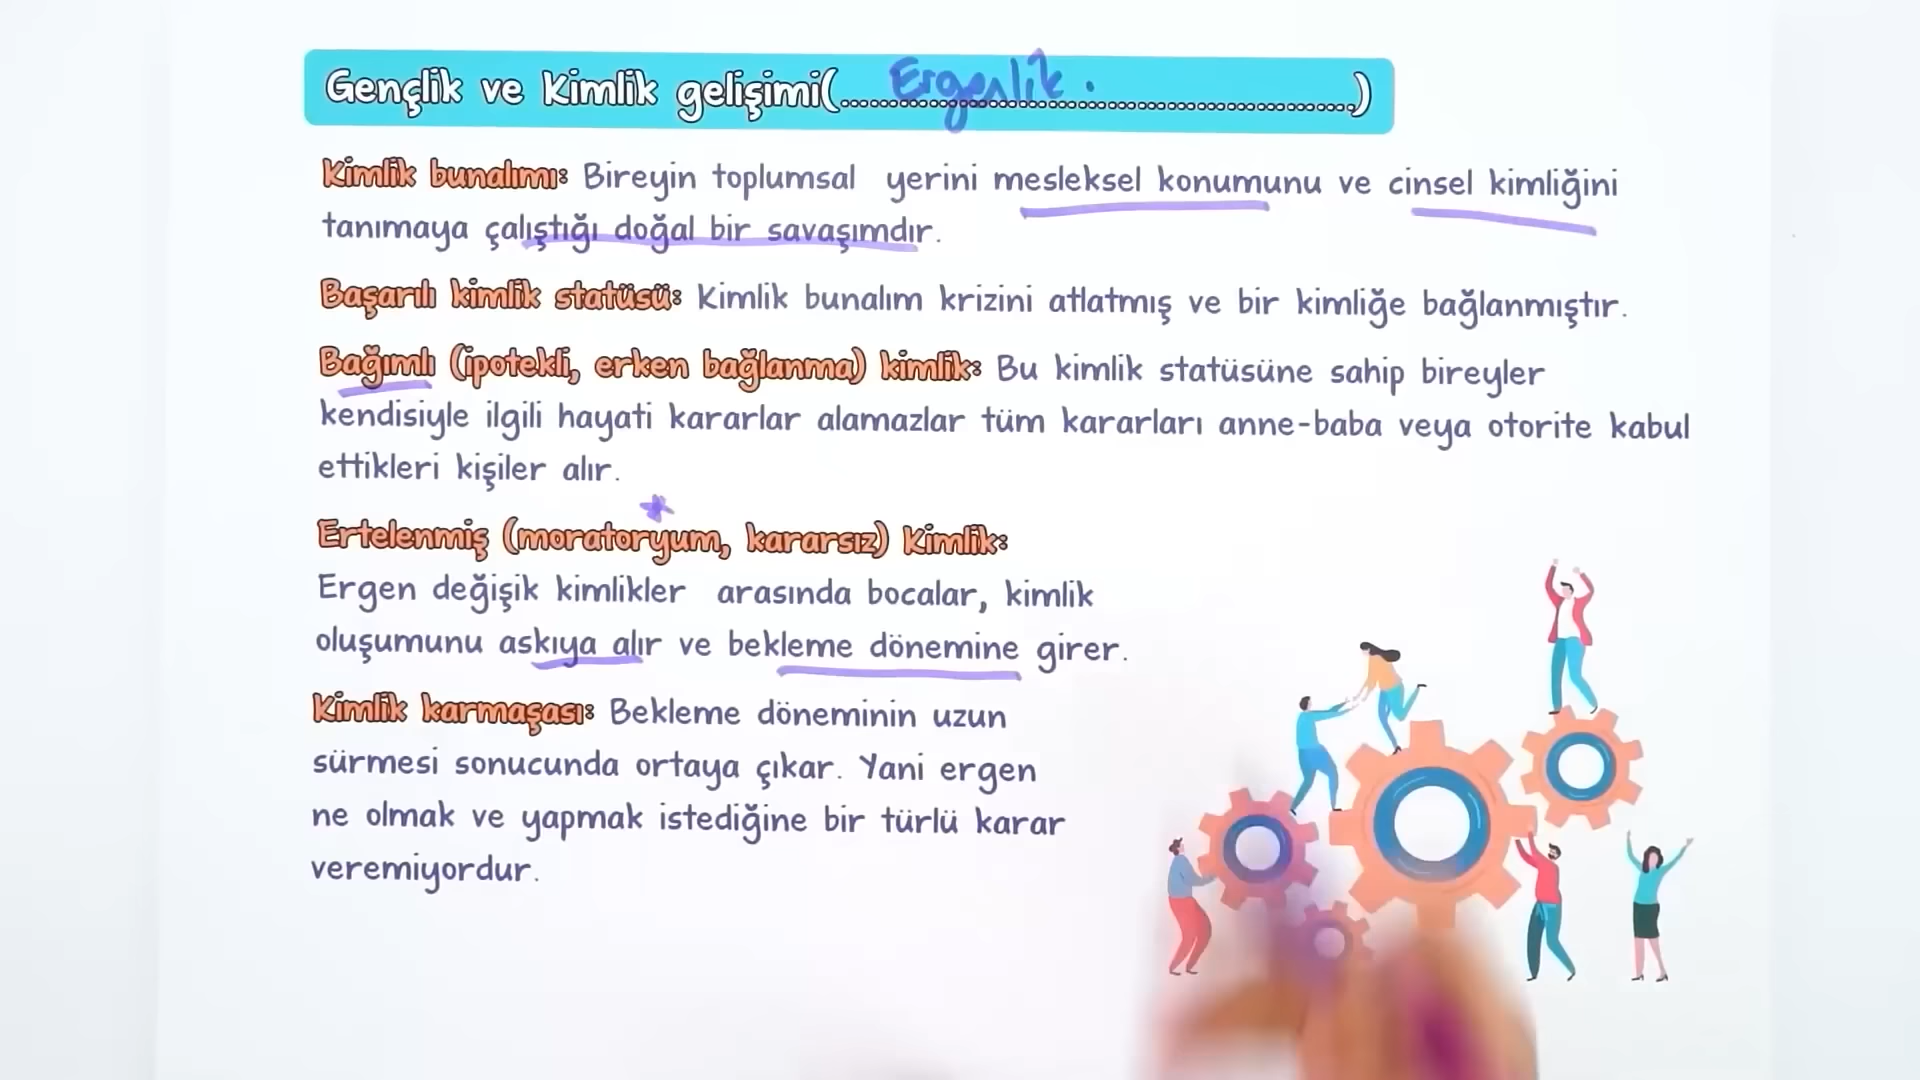 Gençlik ve Kimlik gelişimi(...Ergenlik.......)
Kimlik bunalımı: Bireyin toplumsal yerini mesleksel konumunu ve cinsel kimliğini
tanımaya çalıştığı doğal bir savaşımdır.
Başarılı kimlik statüsü: Kimlik bunalım krizini atlatmış ve bir kimliğe bağlanmıştır.
Bağımlı (ipotekli, erken bağlanma) kimlik: Bu kimlik statüsüne sahip bireyler
kendisiyle ilgili hayati kararlar alamazlar tüm kararları anne-baba veya otorite kabul
ettikleri kişiler alır.
Ertelenmiş (moratoryum, kararsız) Kimlik:
Ergen değişik kimlikler arasında bocalar, kimlik
oluşumunu askıya alır ve bekleme dönemine girer.
Kimlik karmaşası: Bekleme döneminin uzun
sürmesi sonucunda ortaya çıkar. Yani ergen
ne olmak ve yapmak istediğine bir türlü karar
veremiyordur.